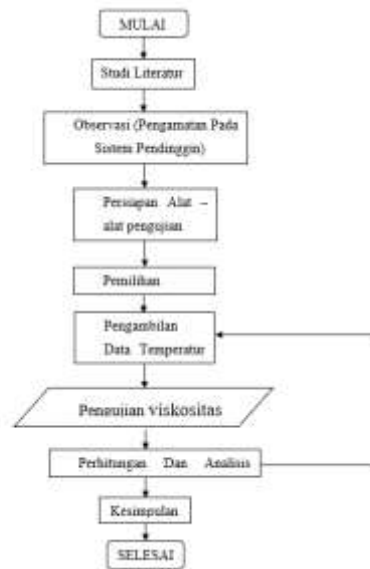 MULAI
Studi Literatur
Observasi (Pengamatan Pada
Sistem Pendinggin)
Persiapan Alat –
alat pengujian
Pemilihan
Pengambilan
Data Temperatur
Pengujian viskositas
Perhitungan Dan Analisis
Kesimpulan
SELESAI